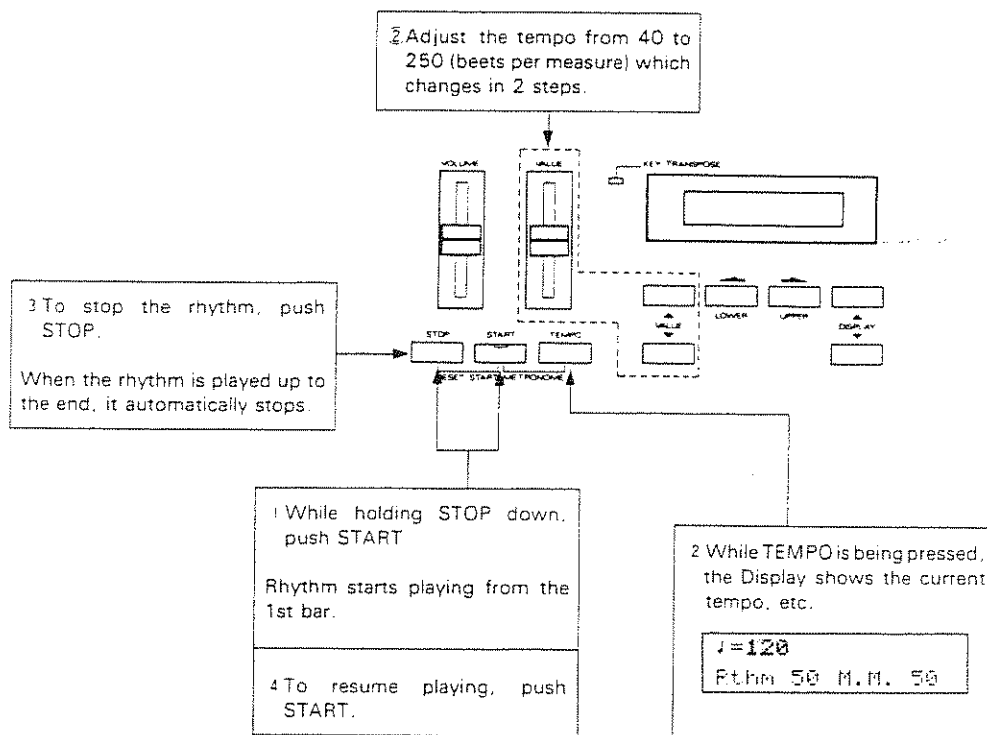 2 Adjust the tempo from 40 to
250 (beets per measure) which
changes in 2 steps.
VOLUME
VALUE
KEY TRANSPOSE
3 To stop the rhythm, push
STOP.
When the rhythm is played up to
the end, it automatically stops.
VALUE
LOWER
UPPER
DISPLAY
STOP
START
TEMPO
RESET START
METRONOME
1 While holding STOP down,
push START
Rhythm starts playing from the
1st bar.
4 To resume playing, push
START.
2 While TEMPO is being pressed,
the Display shows the current
tempo, etc.
♩=120
Rthm 50 M.M. 50